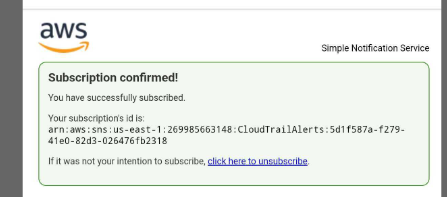 aws
Simple Notification Service
Subscription confirmed!
You have successfully subscribed.
Your subscription's id is:
arn:aws:sns:us-east-1:269985663148:CloudTrailAlerts:5d1f587a-f279-
41e0-82d3-026476fb2318
If it was not your intention to subscribe, click here to unsubscribe.